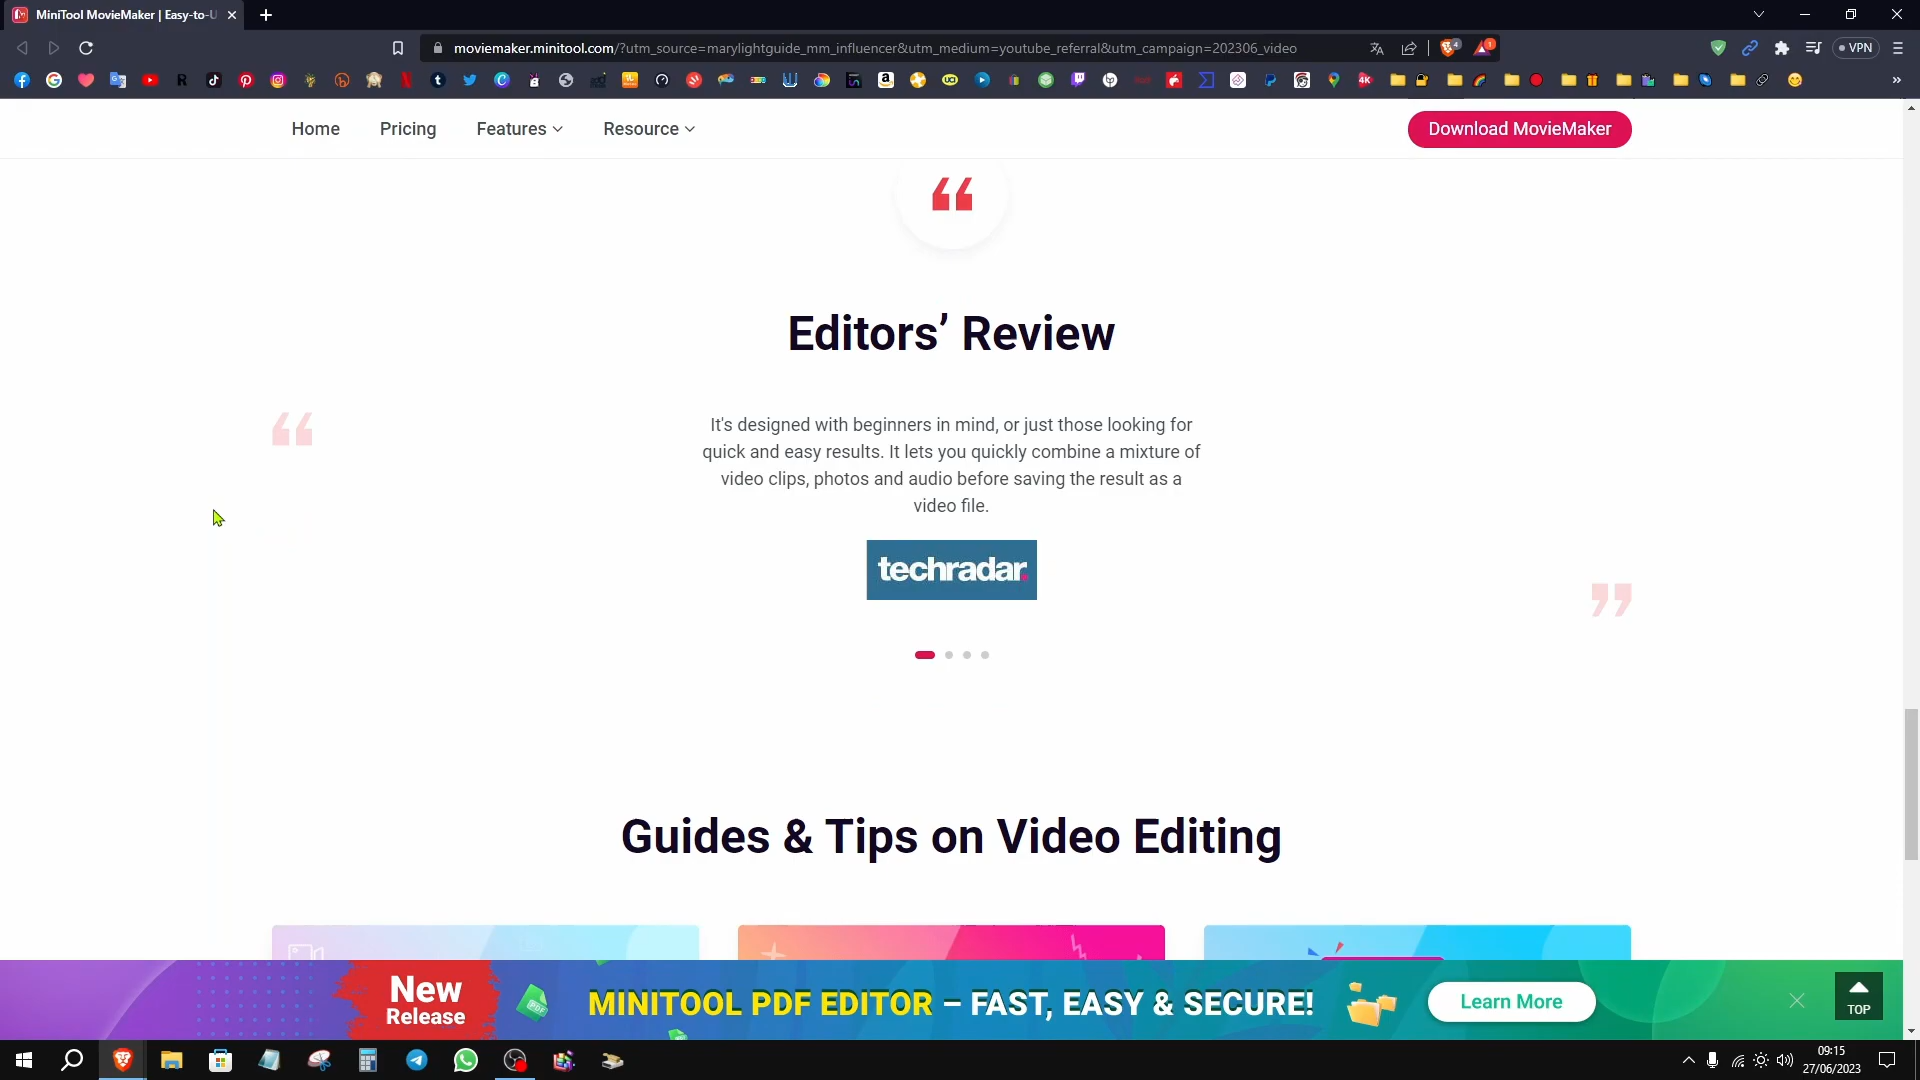 MiniTool MovieMaker | Easy-to-U
moviemaker.minitool.com/?utm_source=marylightguide_mm_influencer&utm_medium=youtube_referral&utm_campaign=202306_video
4
1
VPN
Home
Pricing
Features
Resource
Download MovieMaker
Editors’ Review
It's designed with beginners in mind, or just those looking for
quick and easy results. It lets you quickly combine a mixture of
video clips, photos and audio before saving the result as a
video file.
techradar.
Guides & Tips on Video Editing
New
Release
PDF
MINITOOL PDF EDITOR – FAST, EASY & SECURE!
Learn More
TOP
09:15
27/06/2023